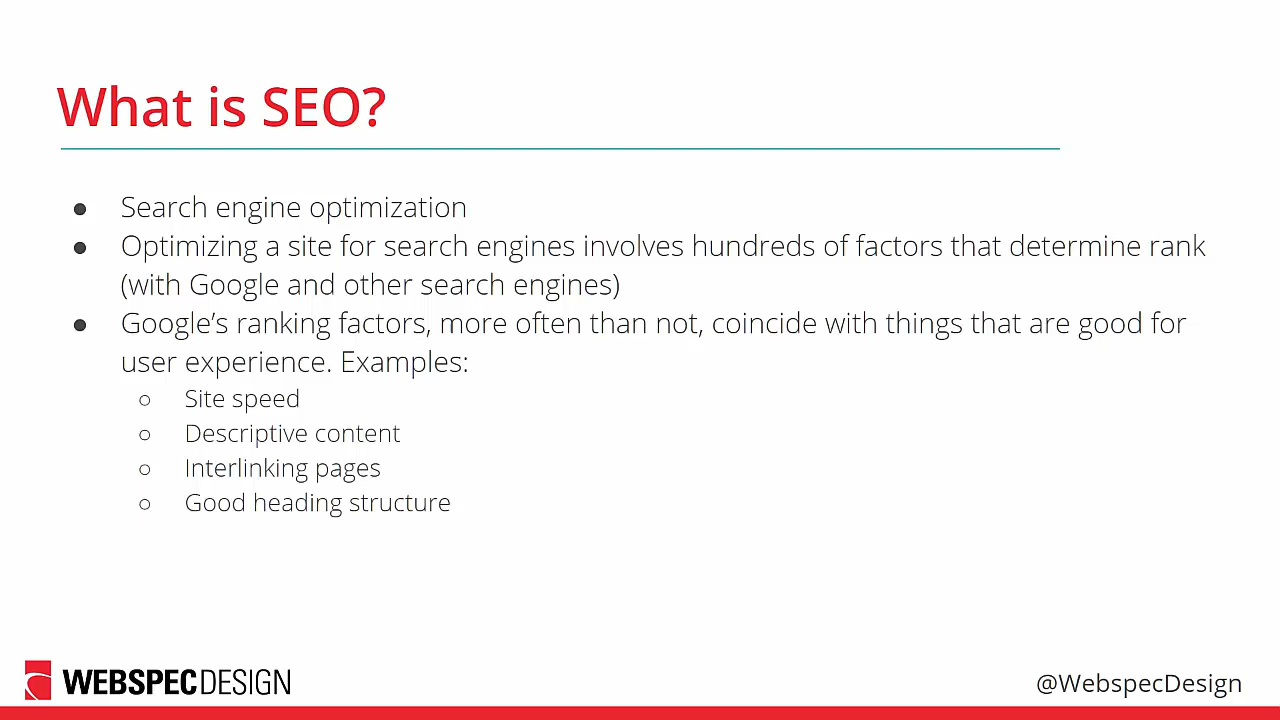 What is SEO?
● Search engine optimization
● Optimizing a site for search engines involves hundreds of factors that determine rank
(with Google and other search engines)
● Google’s ranking factors, more often than not, coincide with things that are good for
user experience. Examples:
○ Site speed
○ Descriptive content
○ Interlinking pages
○ Good heading structure
WEBSPECDESIGN
@WebspecDesign